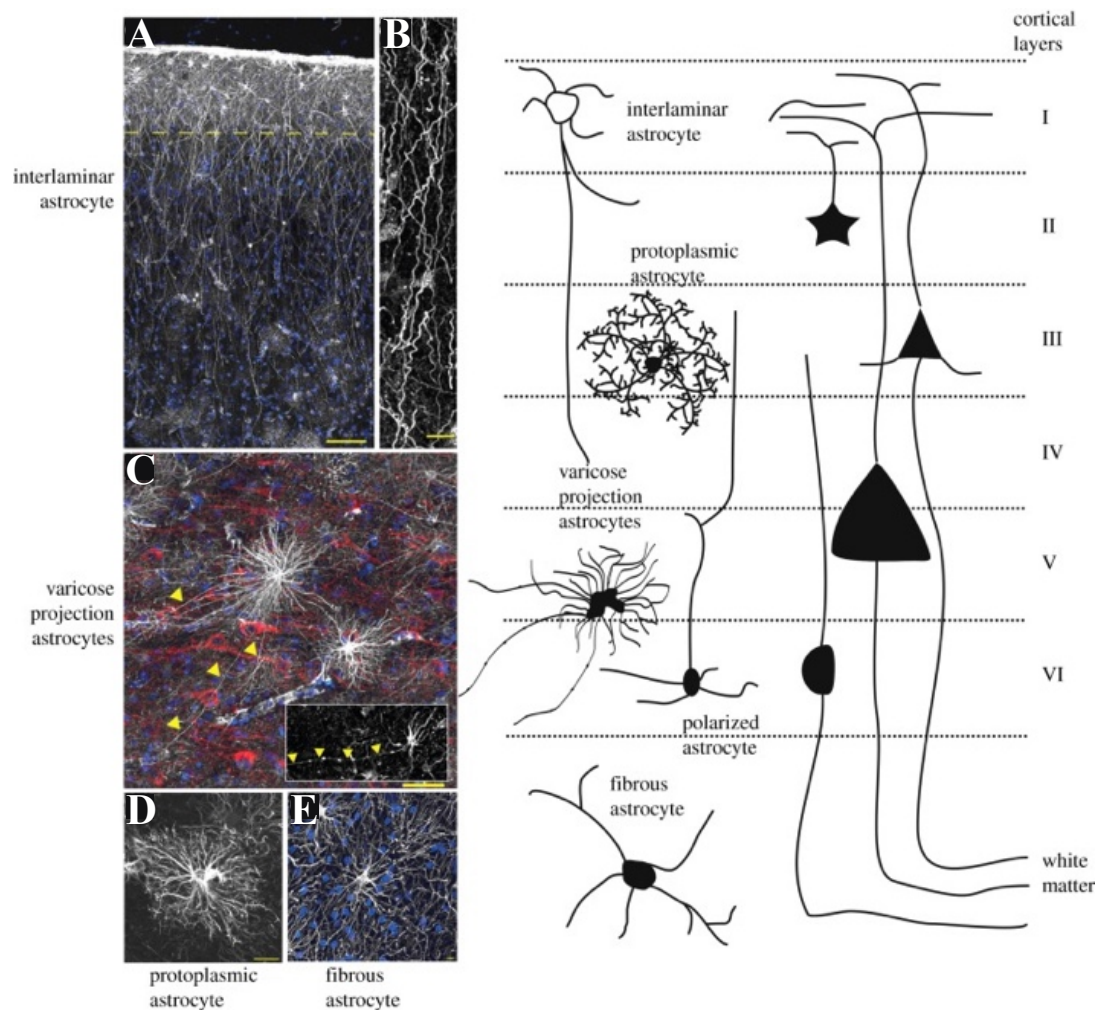 A
B
interlaminar
astrocyte
C
varicose
projection
astrocytes
D
E
protoplasmic
astrocyte
fibrous
astrocyte
cortical
layers
interlaminar
astrocyte
I
II
protoplasmic
astrocyte
III
IV
varicose
projection
astrocytes
V
VI
polarized
astrocyte
fibrous
astrocyte
white
matter